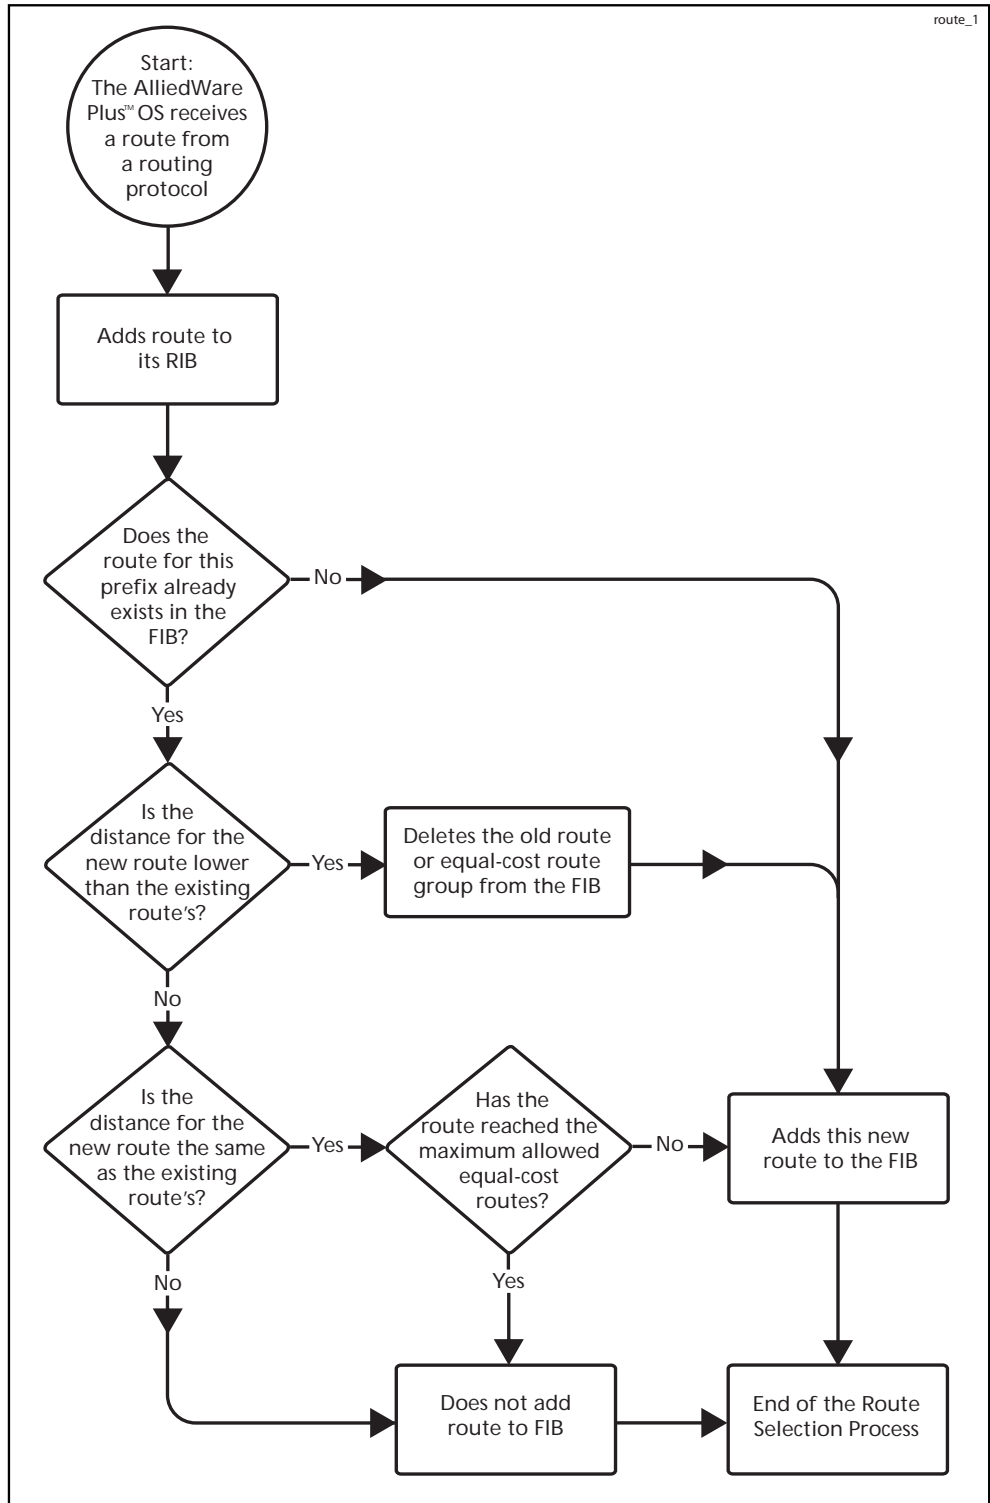 route_1
Start:
The AlliedWare
Plus™ OS receives
a route from
a routing
protocol
Adds route to
its RIB
Does the
route for this
prefix already
exists in the
FIB?
No
Yes
Is the
distance for the
new route lower
than the existing
route's?
Yes
Deletes the old route
or equal-cost route
group from the FIB
No
Is the
distance for the
new route the same
as the existing
route's?
Yes
Has the
route reached the
maximum allowed
equal-cost
routes?
No
Adds this new
route to the FIB
No
Yes
Does not add
route to FIB
End of the Route
Selection Process